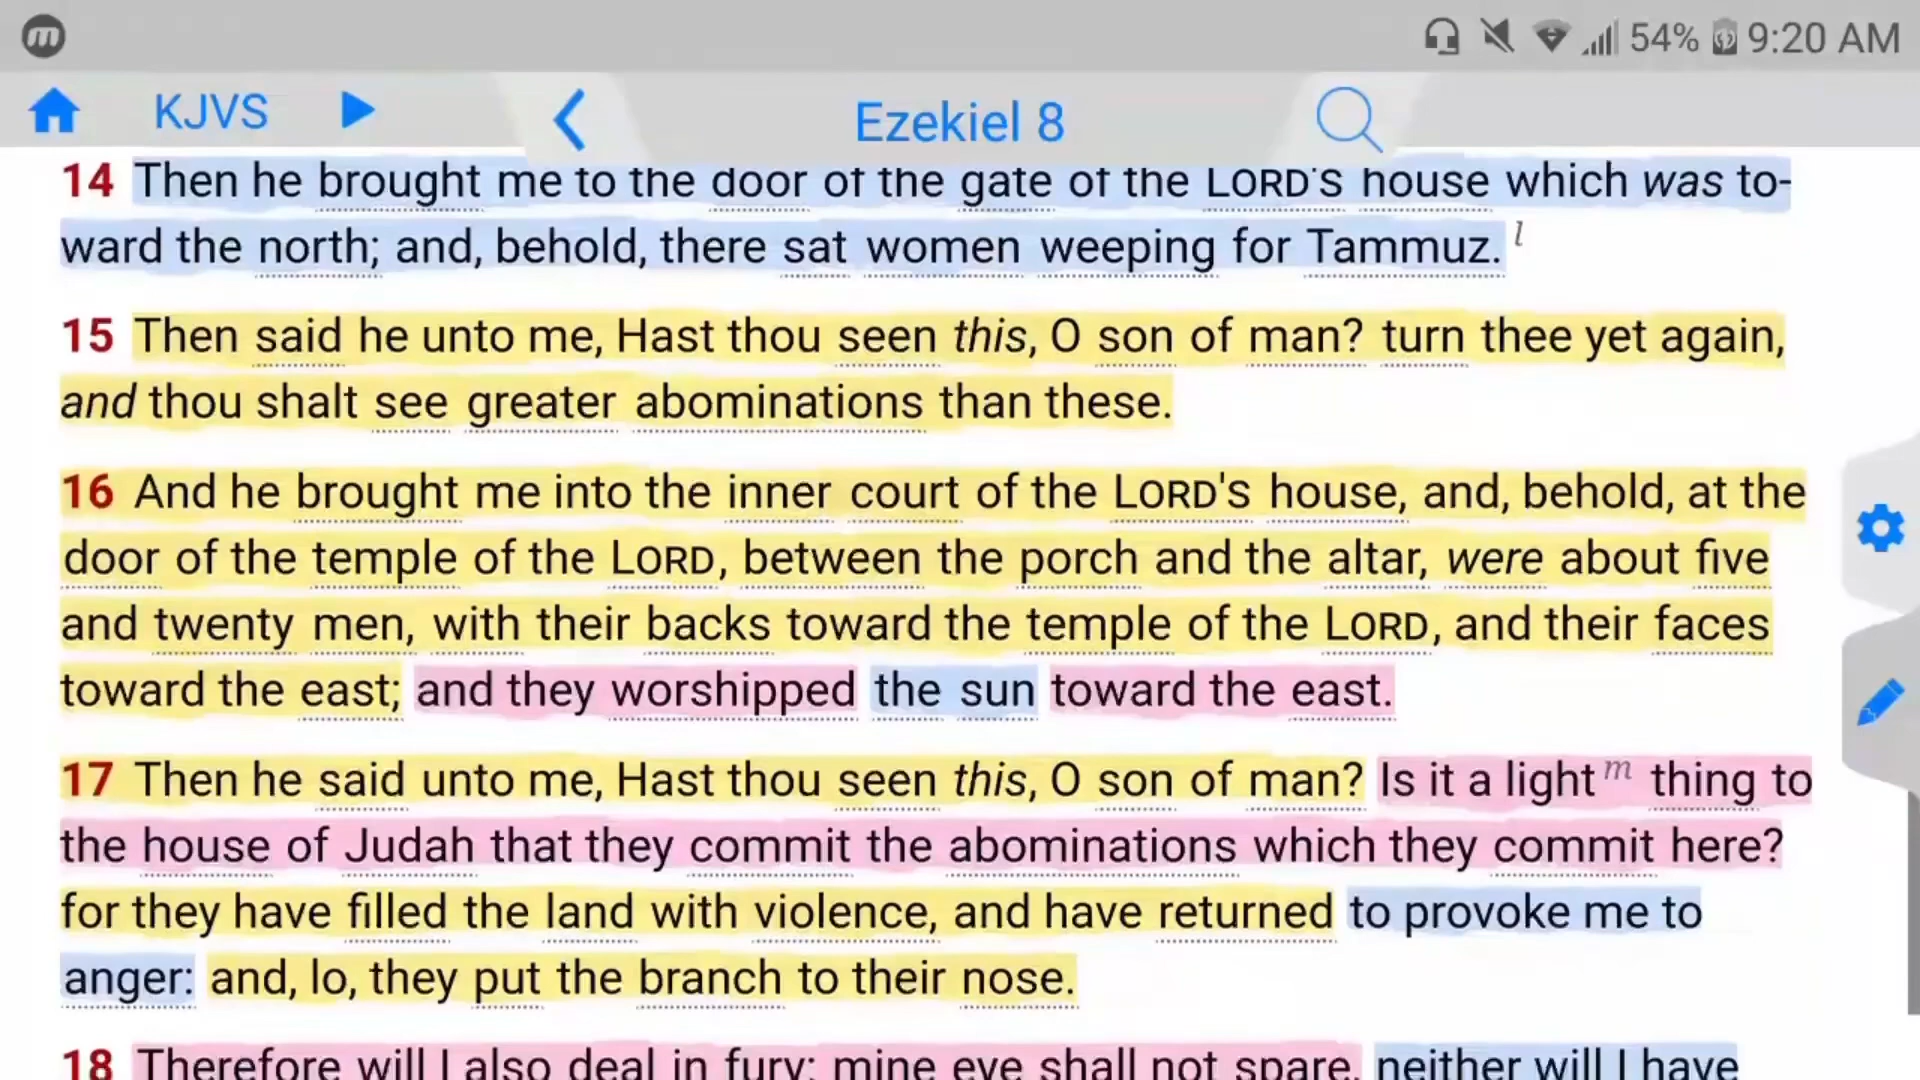 54% 9:20 AM
KJVS Ezekiel 8
14 Then he brought me to the door of the gate of the LORD'S house which was to-
ward the north; and, behold, there sat women weeping for Tammuz. l
15 Then said he unto me, Hast thou seen this, O son of man? turn thee yet again,
and thou shalt see greater abominations than these.
16 And he brought me into the inner court of the LORD'S house, and, behold, at the
door of the temple of the LORD, between the porch and the altar, were about five
and twenty men, with their backs toward the temple of the LORD, and their faces
toward the east; and they worshipped the sun toward the east.
17 Then he said unto me, Hast thou seen this, O son of man? Is it a light m thing to
the house of Judah that they commit the abominations which they commit here?
for they have filled the land with violence, and have returned to provoke me to
anger: and, lo, they put the branch to their nose.
18 Therefore will I also deal in fury: mine eye shall not spare, neither will I have